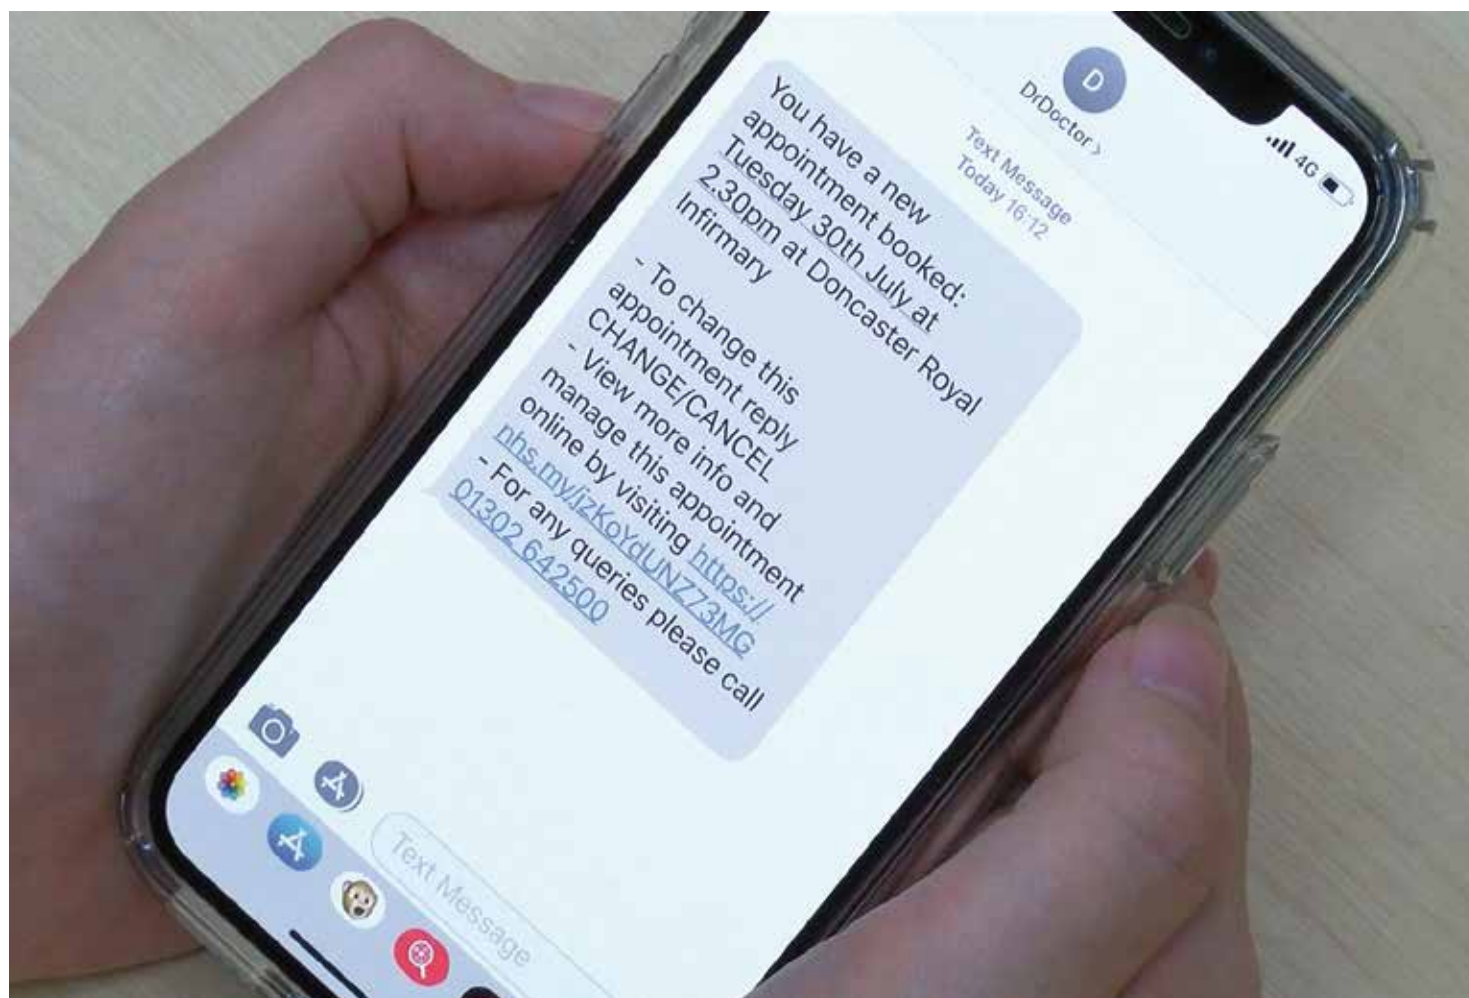 4G
D
DrDoctor >
Text Message
Today 16:12
You have a new
appointment booked:
Tuesday 30th July at
2.30pm at Doncaster Royal
Infirmary
- To change this
appointment reply
CHANGE/CANCEL
- View more info and
manage this appointment
online by visiting https://
nhs.my/izKoYdUNZ73MG
- For any queries please call
01302 642500
Text Message